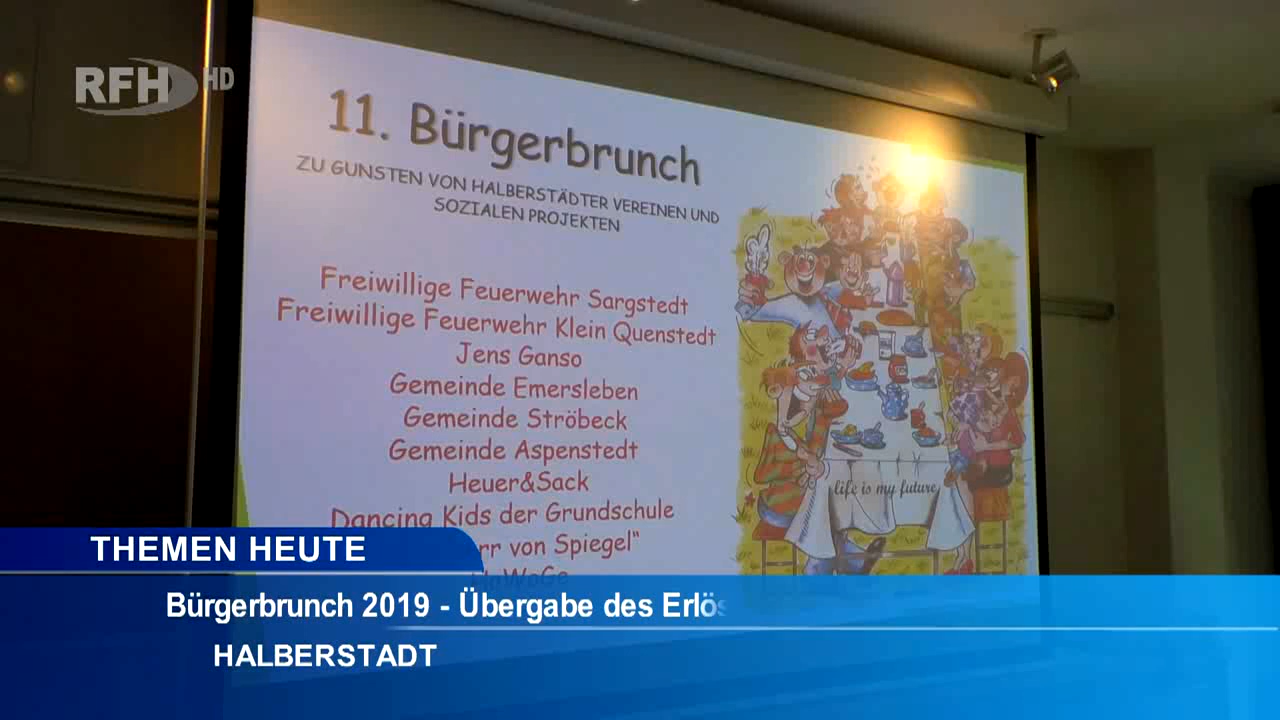 RFH HD
11. Bürgerbrunch
ZU GUNSTEN VON HALBERSTÄDTER VEREINEN UND
SOZIALEN PROJEKTEN
Freiwillige Feuerwehr Sargstedt
Freiwillige Feuerwehr Klein Quenstedt
Jens Ganso
Gemeinde Emersleben
Gemeinde Ströbeck
Gemeinde Aspenstedt
Heuer&Sack
Dancing Kids der Grundschule
von Spiegel“
life is my future
THEMEN HEUTE
Bürgerbrunch 2019 - Übergabe des Erlös
HALBERSTADT